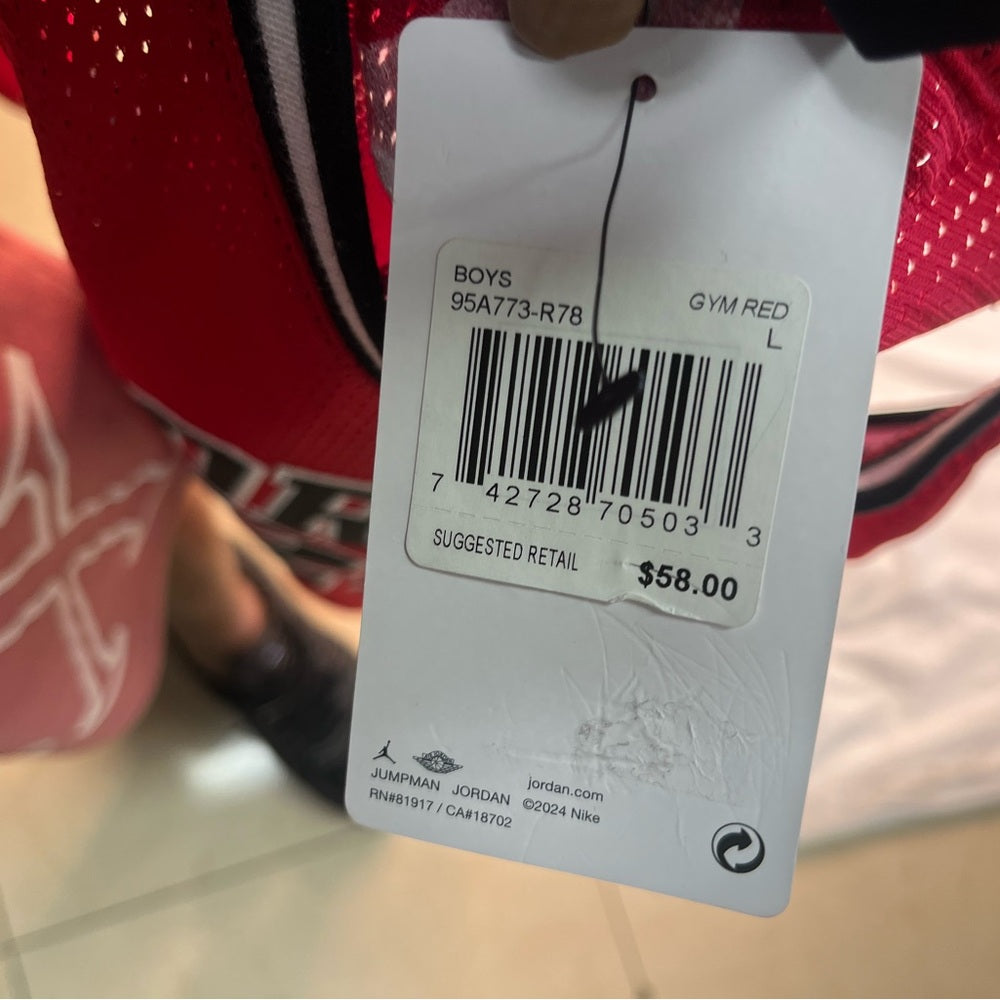 BOYS
95A773-R78
GYM RED
L
7 42728 70503 3
SUGGESTED RETAIL
$58.00
JUMPMAN JORDAN
RN#81917 / CA#18702
jordan.com
©2024 Nike